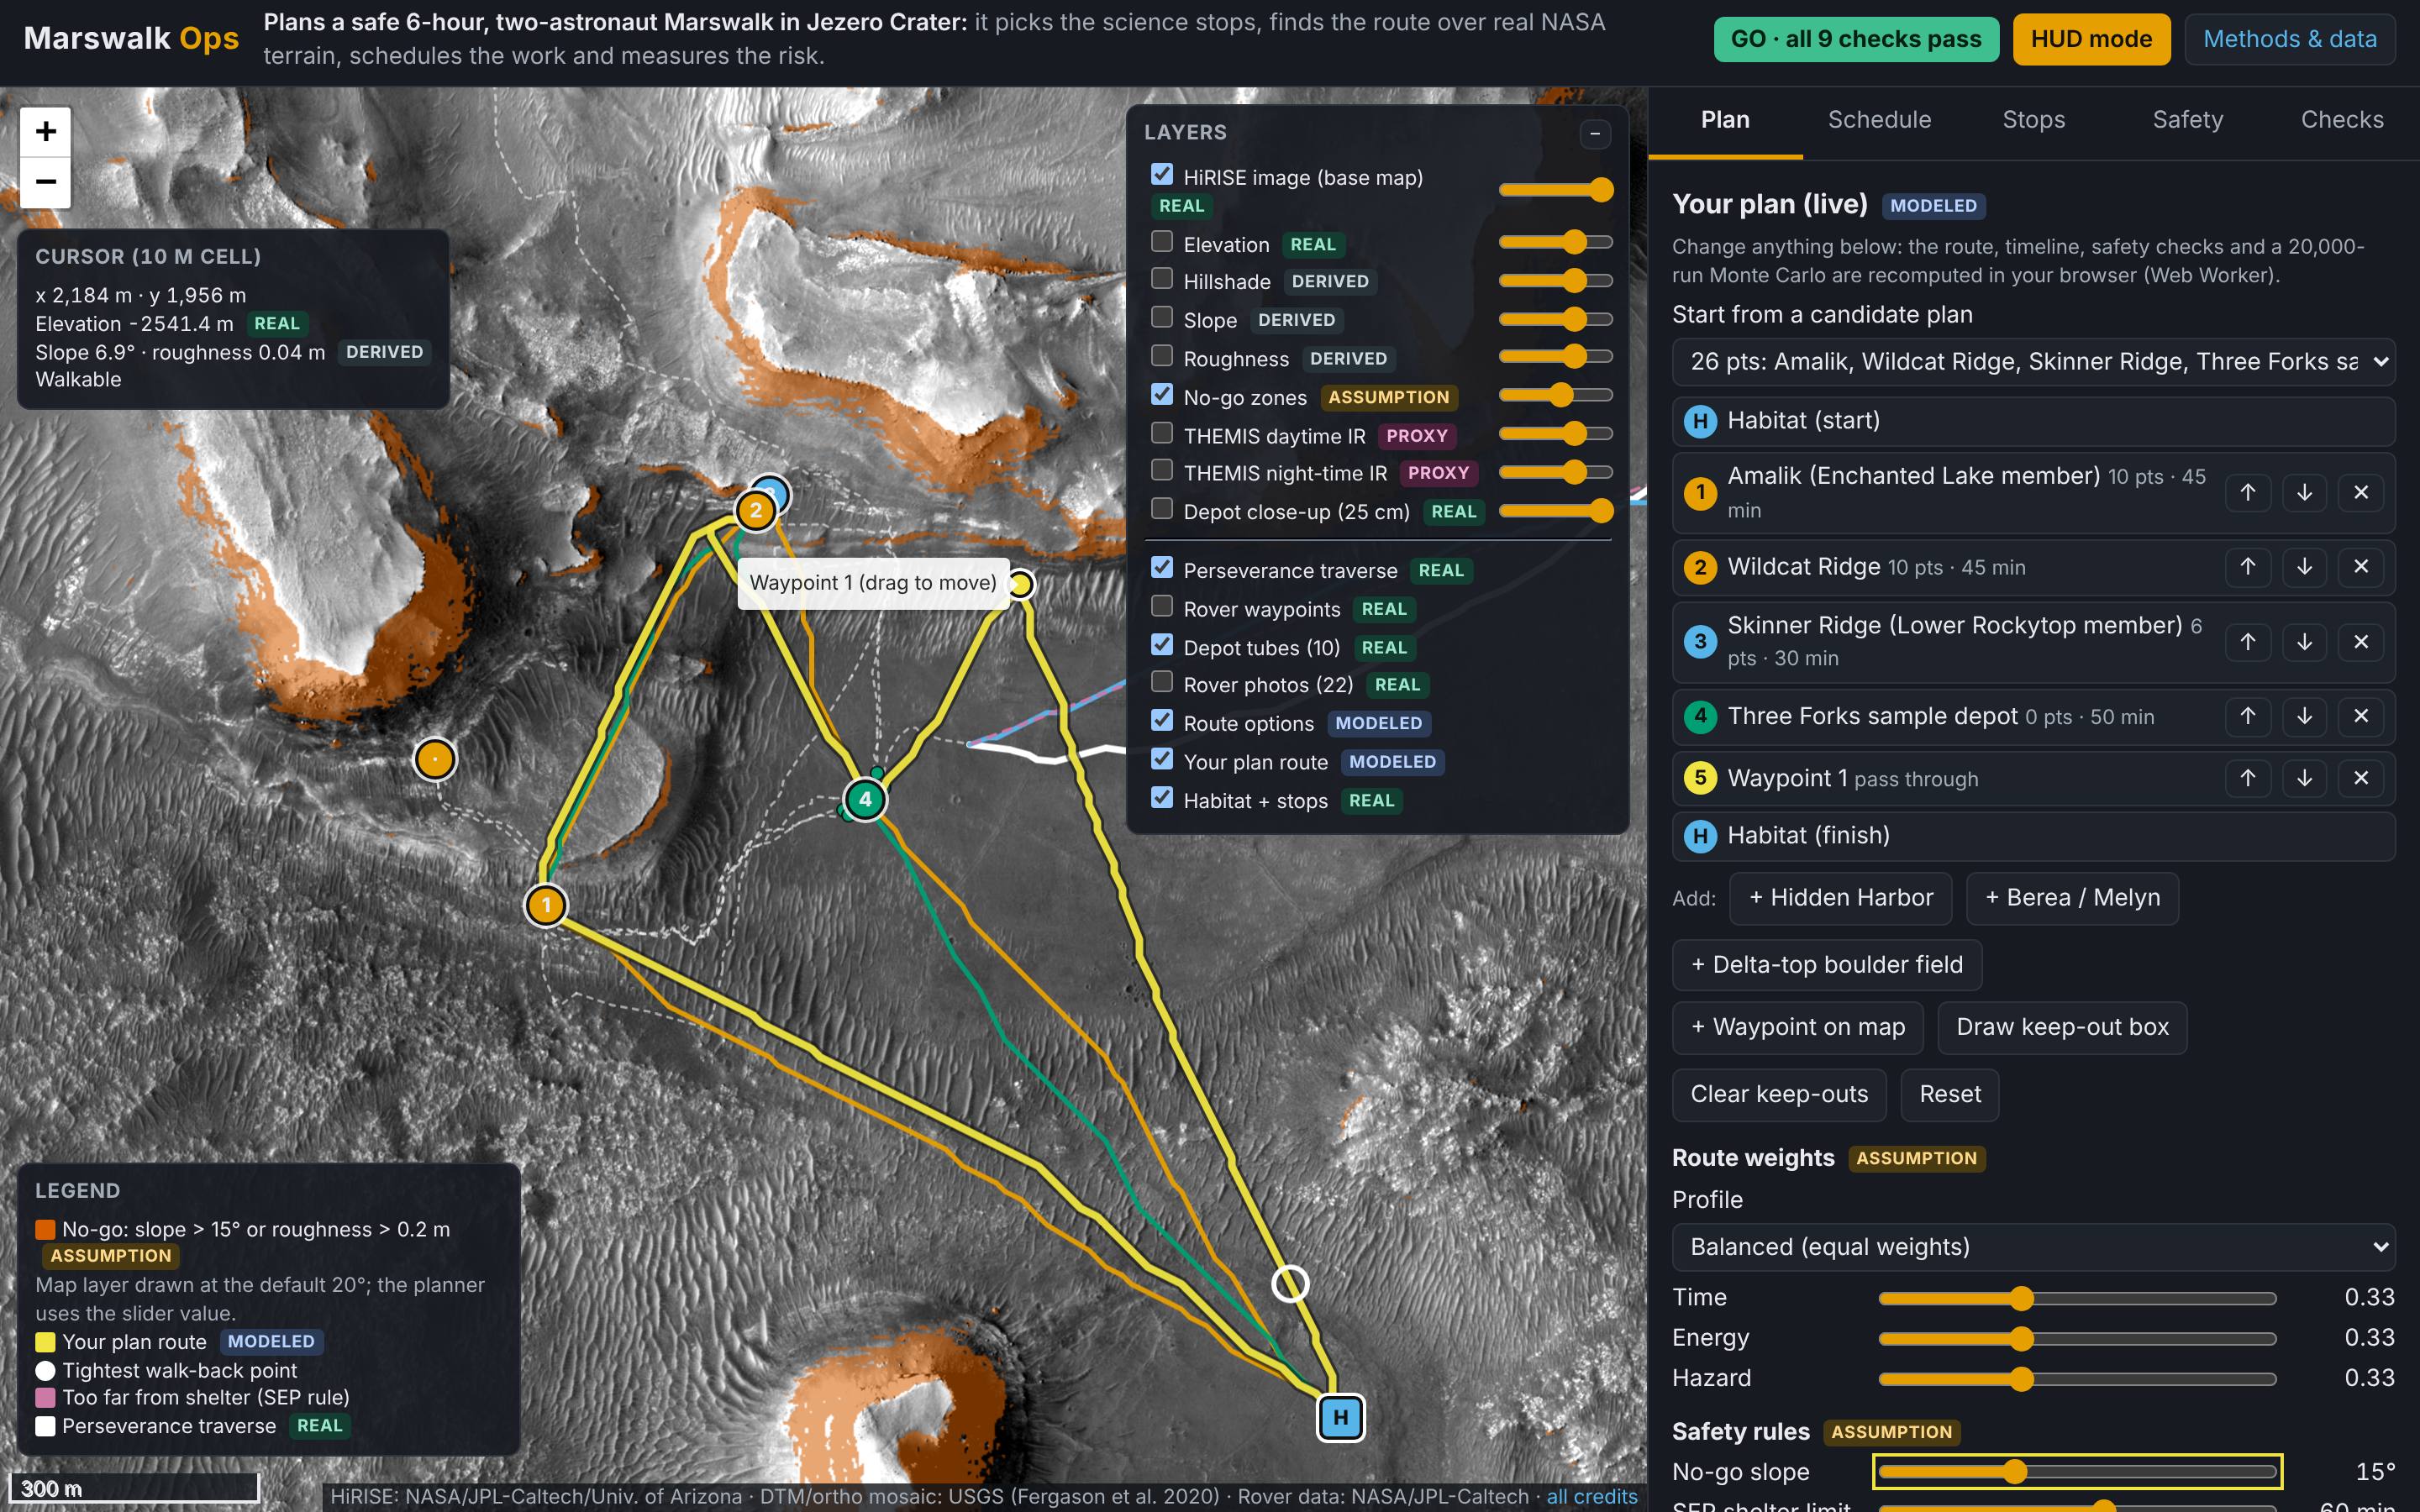 Marswalk Ops
Plans a safe 6-hour, two-astronaut Marswalk in Jezero Crater: it picks the science stops, finds the route over real NASA
terrain, schedules the work and measures the risk.
GO · all 9 checks pass
HUD mode
Methods & data
+
−
CURSOR (10 M CELL)
x 2,184 m · y 1,956 m
Elevation -2541.4 m REAL
Slope 6.9° · roughness 0.04 m DERIVED
Walkable
LAYERS
−
HiRISE image (base map)
REAL
Elevation REAL
Hillshade DERIVED
Slope DERIVED
Roughness DERIVED
No-go zones ASSUMPTION
THEMIS daytime IR PROXY
THEMIS night-time IR PROXY
Depot close-up (25 cm) REAL
Perseverance traverse REAL
Rover waypoints REAL
Depot tubes (10) REAL
Rover photos (22) REAL
Route options MODELED
Your plan route MODELED
Habitat + stops REAL
2
Waypoint 1 (drag to move)
4
1
H
LEGEND
No-go: slope > 15° or roughness > 0.2 m
ASSUMPTION
Map layer drawn at the default 20°; the planner
uses the slider value.
Your plan route MODELED
Tightest walk-back point
Too far from shelter (SEP rule)
Perseverance traverse REAL
300 m
HiRISE: NASA/JPL-Caltech/Univ. of Arizona · DTM/ortho mosaic: USGS (Fergason et al. 2020) · Rover data: NASA/JPL-Caltech · all credits
Plan
Schedule
Stops
Safety
Checks
Your plan (live) MODELED
Change anything below: the route, timeline, safety checks and a 20,000-
run Monte Carlo are recomputed in your browser (Web Worker).
Start from a candidate plan
26 pts: Amalik, Wildcat Ridge, Skinner Ridge, Three Forks sa
H Habitat (start)
1 Amalik (Enchanted Lake member) 10 pts · 45
min
↑ ↓ ✕
2 Wildcat Ridge 10 pts · 45 min ↑ ↓ ✕
3 Skinner Ridge (Lower Rockytop member) 6
pts · 30 min
↑ ↓ ✕
4 Three Forks sample depot 0 pts · 50 min ↑ ↓ ✕
5 Waypoint 1 pass through ↑ ↓ ✕
H Habitat (finish)
Add: + Hidden Harbor + Berea / Melyn
+ Delta-top boulder field
+ Waypoint on map Draw keep-out box
Clear keep-outs Reset
Route weights ASSUMPTION
Profile
Balanced (equal weights)
Time 0.33
Energy 0.33
Hazard 0.33
Safety rules ASSUMPTION
No-go slope 15°
SEP shelter limit 60 min